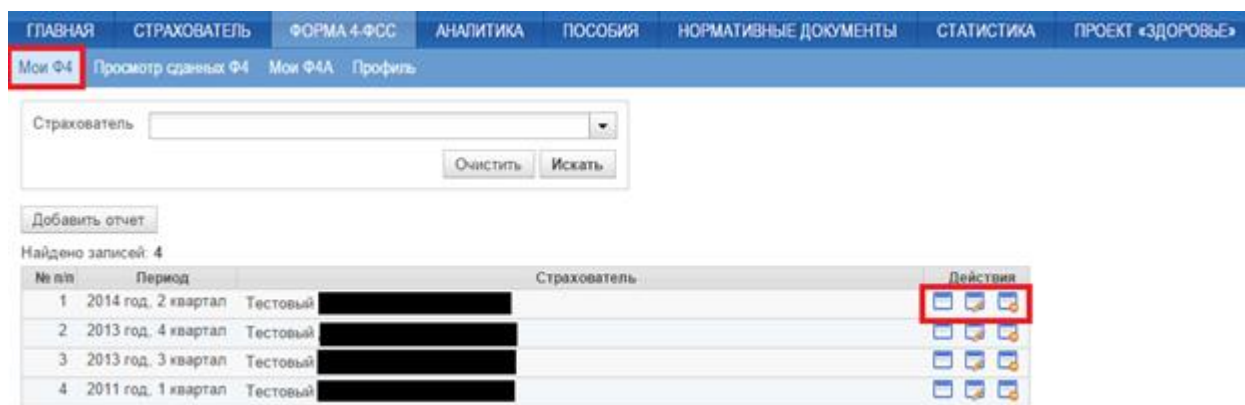 ГЛАВНАЯ СТРАХОВАТЕЛЬ ФОРМА 4-ФСС АНАЛИТИКА ПОСОБИЯ НОРМАТИВНЫЕ ДОКУМЕНТЫ СТАТИСТИКА ПРОЕКТ «ЗДОРОВЬЕ»
Мои Ф4 Просмотр сданных Ф4 Мои Ф4А Профиль
Страхователь
Очистить Искать
Добавить отчет
Найдено записей: 4
№ п/п Период Страхователь Действия
1 2014 год, 2 квартал Тестовый
2 2013 год, 4 квартал Тестовый
3 2013 год, 3 квартал Тестовый
4 2011 год, 1 квартал Тестовый